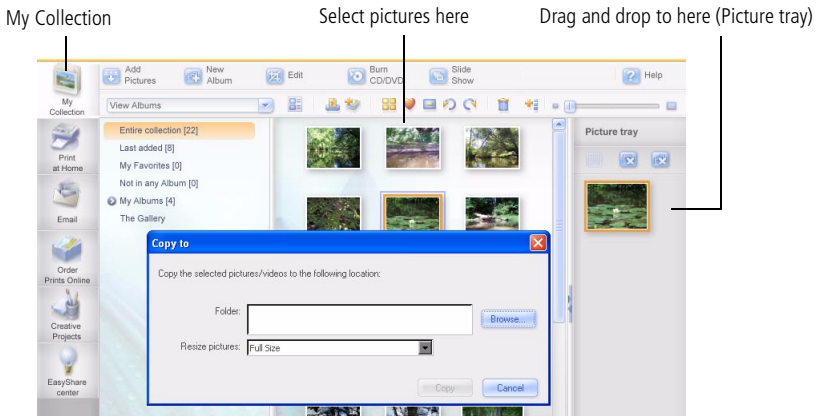 My Collection
Select pictures here
Drag and drop to here (Picture tray)
Add
Pictures
New
Album
Edit
Burn
CD/DVD
Slide
Show
Help
My
Collection
View Albums
Picture tray
Entire collection [22]
Last added [8]
My Favorites [0]
Not in any Album [0]
My Albums [4]
The Gallery
Print
at Home
Email
Order
Prints Online
Creative
Projects
EasyShare
center
Copy to
Copy the selected pictures/videos to the following location:
Folder:
Browse...
Resize pictures:
Full Size
Copy
Cancel